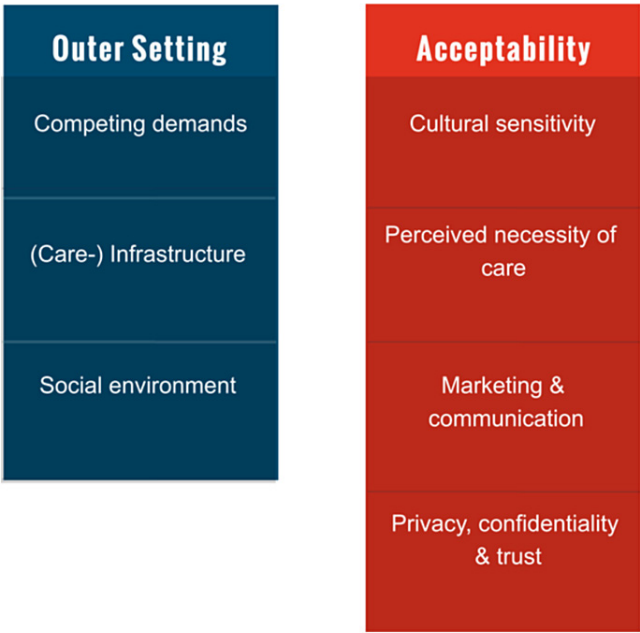 Outer Setting
Competing demands
(Care-) Infrastructure
Social environment
Acceptability
Cultural sensitivity
Perceived necessity of
care
Marketing &
communication
Privacy, confidentiality
& trust